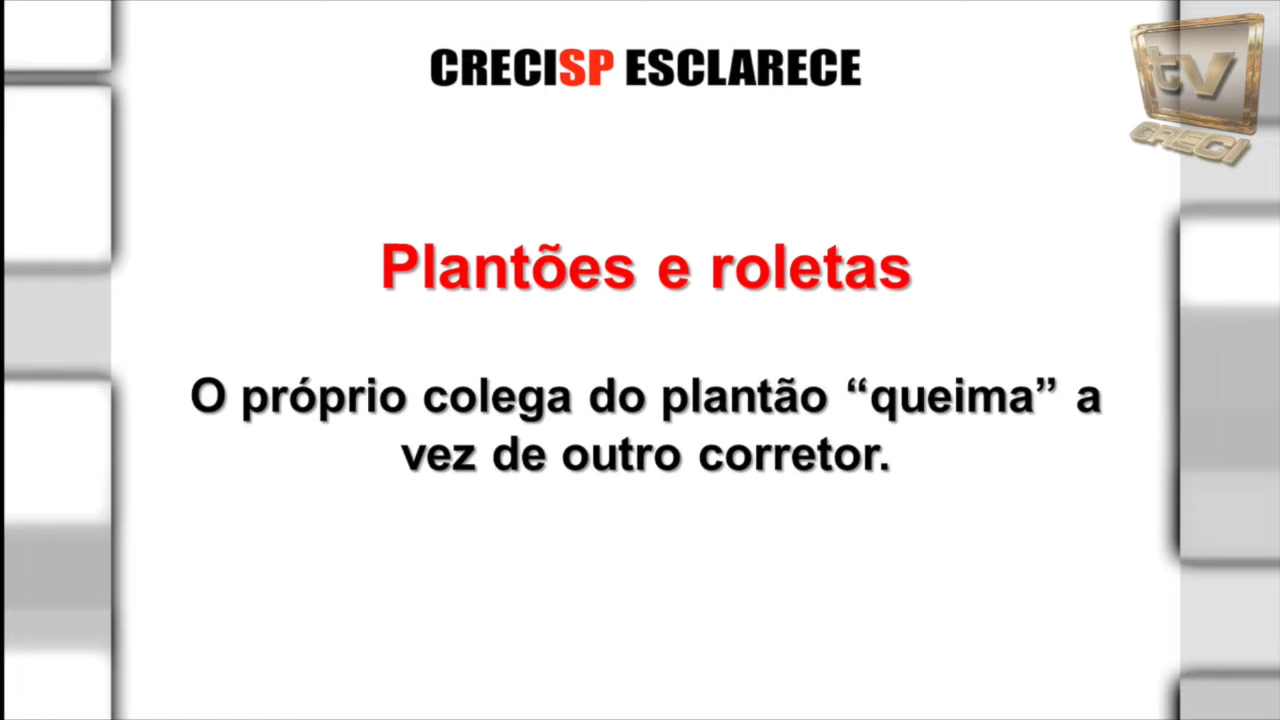 CRECISP ESCLARECE
tv
CRECI
Plantões e roletas
O próprio colega do plantão “queima” a
vez de outro corretor.